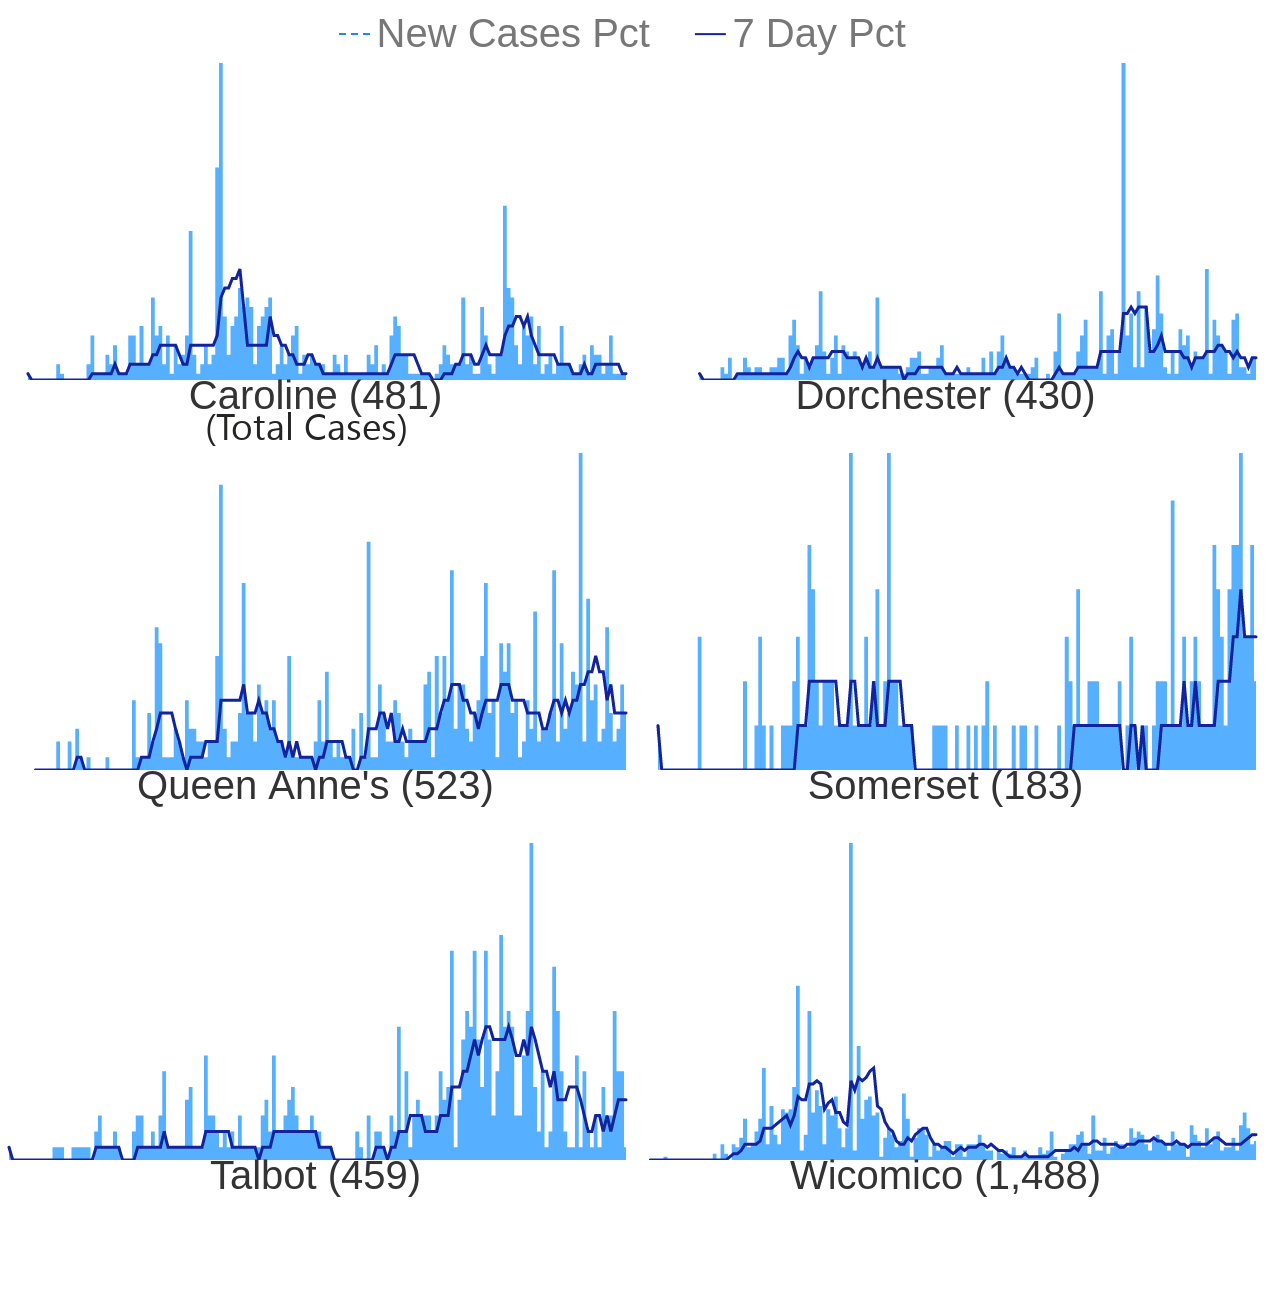 New Cases Pct 7 Day Pct
Caroline (481) Dorchester (430)
(Total Cases)
Queen Anne's (523) Somerset (183)
Talbot (459) Wicomico (1,488)